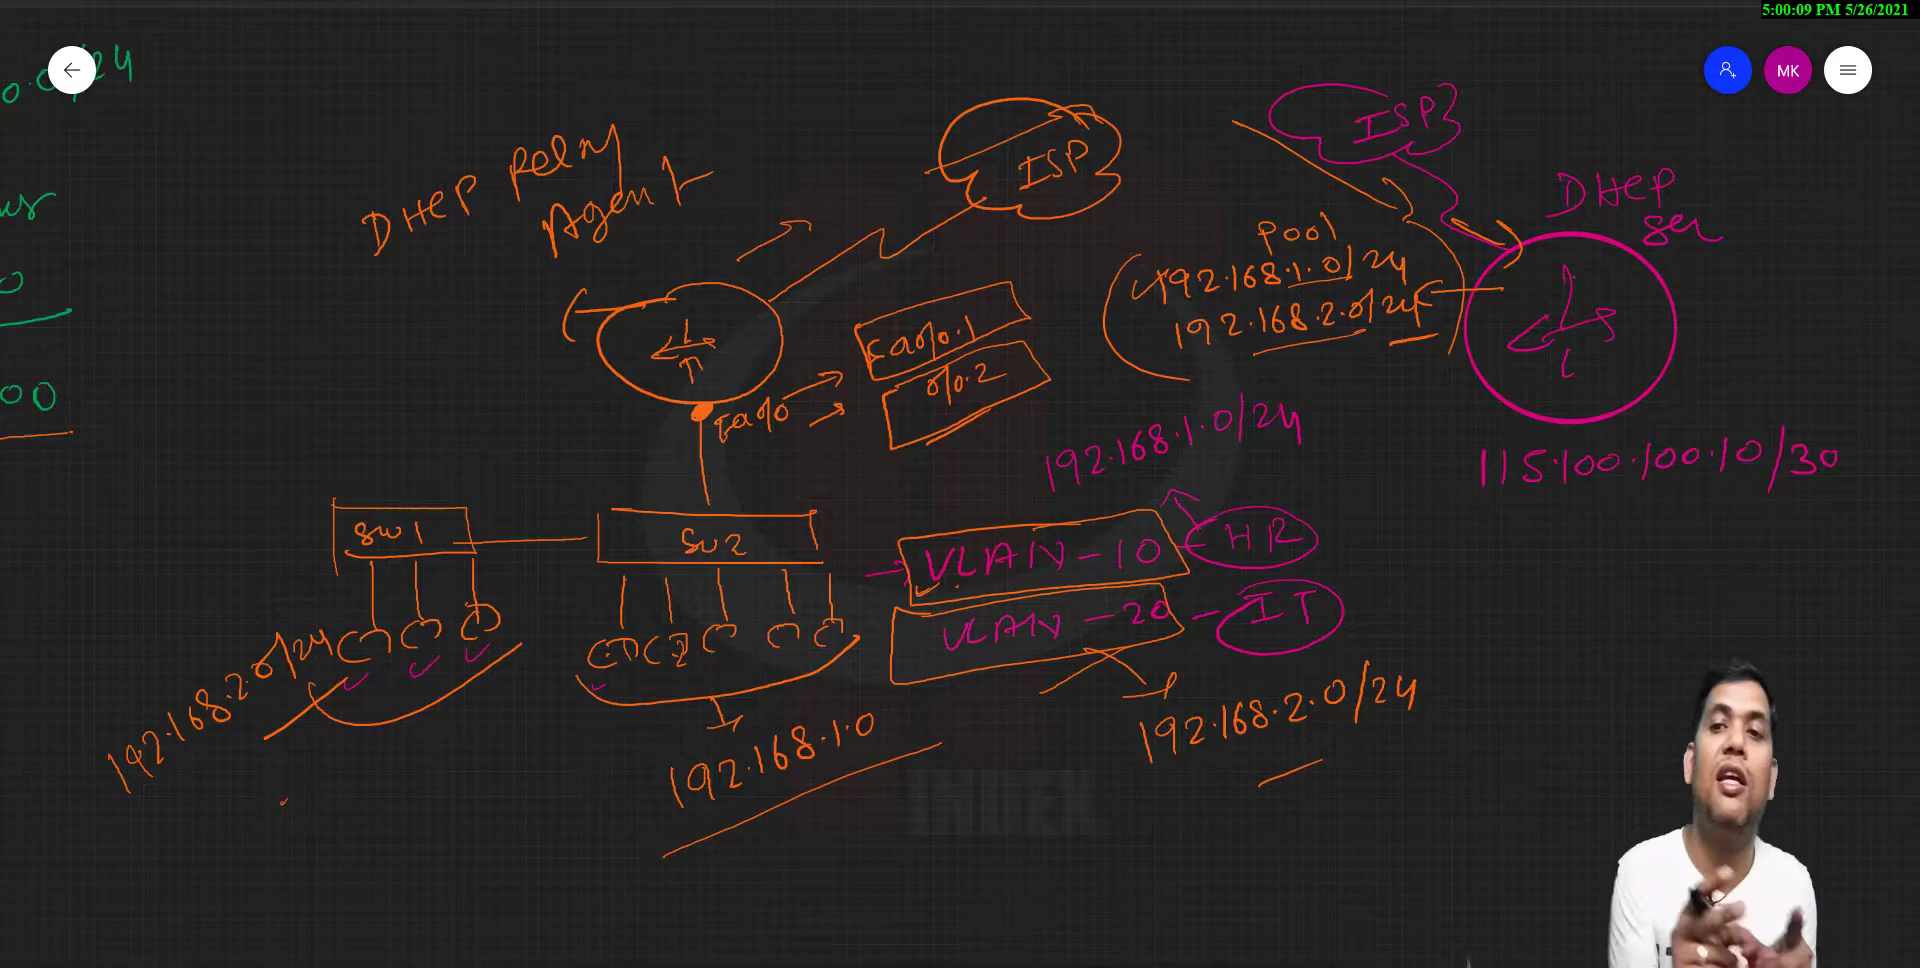 5:00:09 PM 5/26/2021
MK
DHCP Relay
Agent
ISP
ISP
DHCP
Ser
Pool
192.168.1.0/24
192.168.2.0/24
Fa0/0.1
0/0.2
Fa0/0
192.168.1.0/24
115.100.100.10/30
SW1
SW2
VLAN-10 - HR
VLAN-20 - IT
192.168.2.0/24
192.168.1.0
192.168.2.0/24